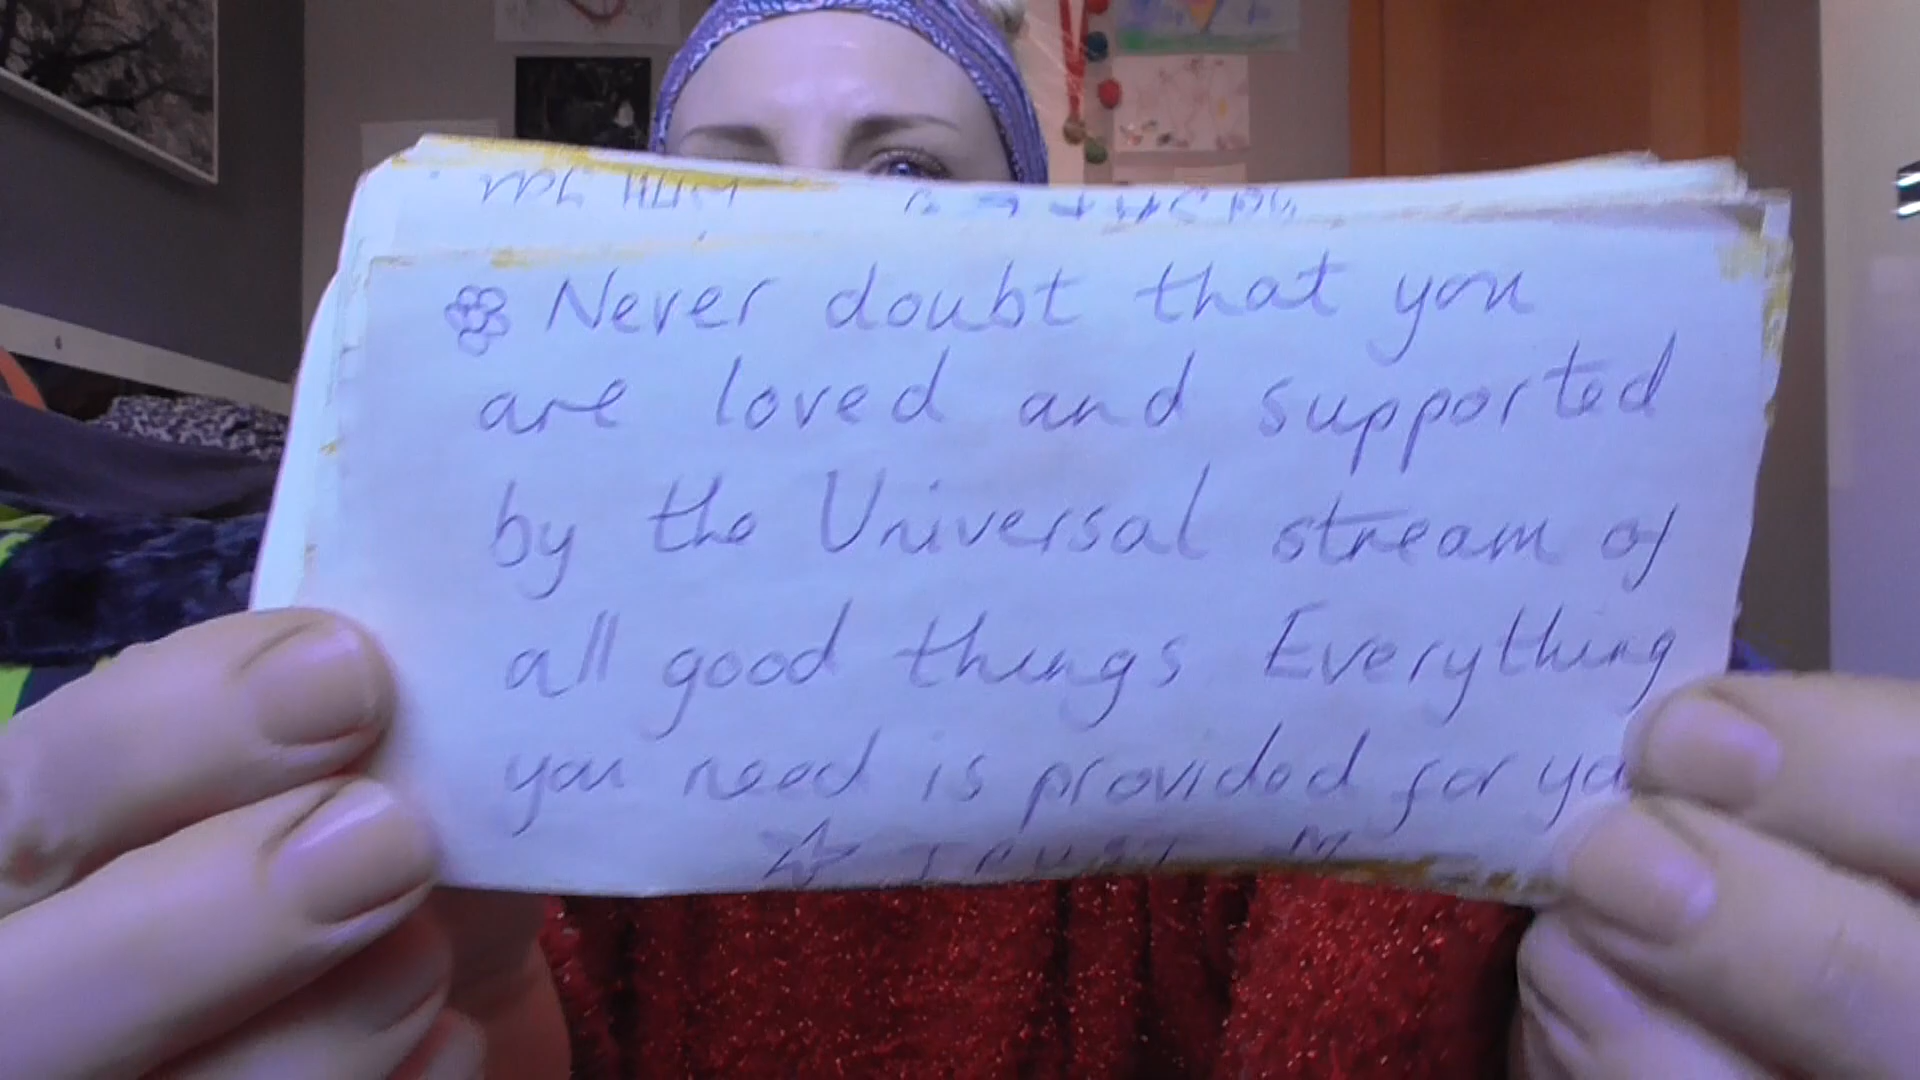 Never doubt that you
are loved and supported
by the Universal stream of
all good things Everything
you need is provided for
TRUST